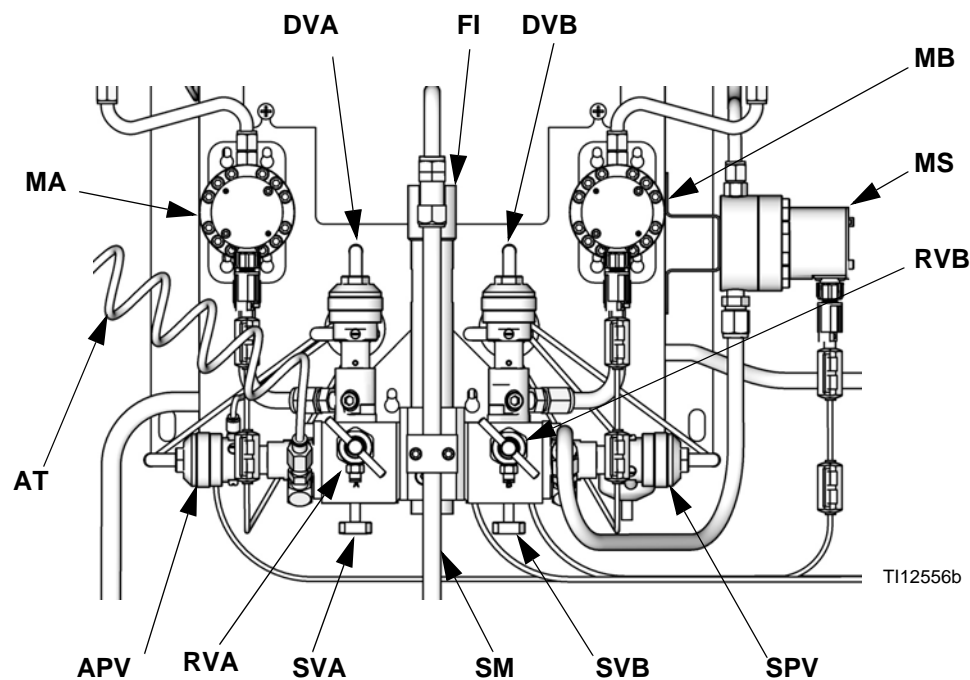 DVA FI DVB
MB
MA
MS
RVB
AT
TI12556b
APV RVA SVA SM SVB SPV